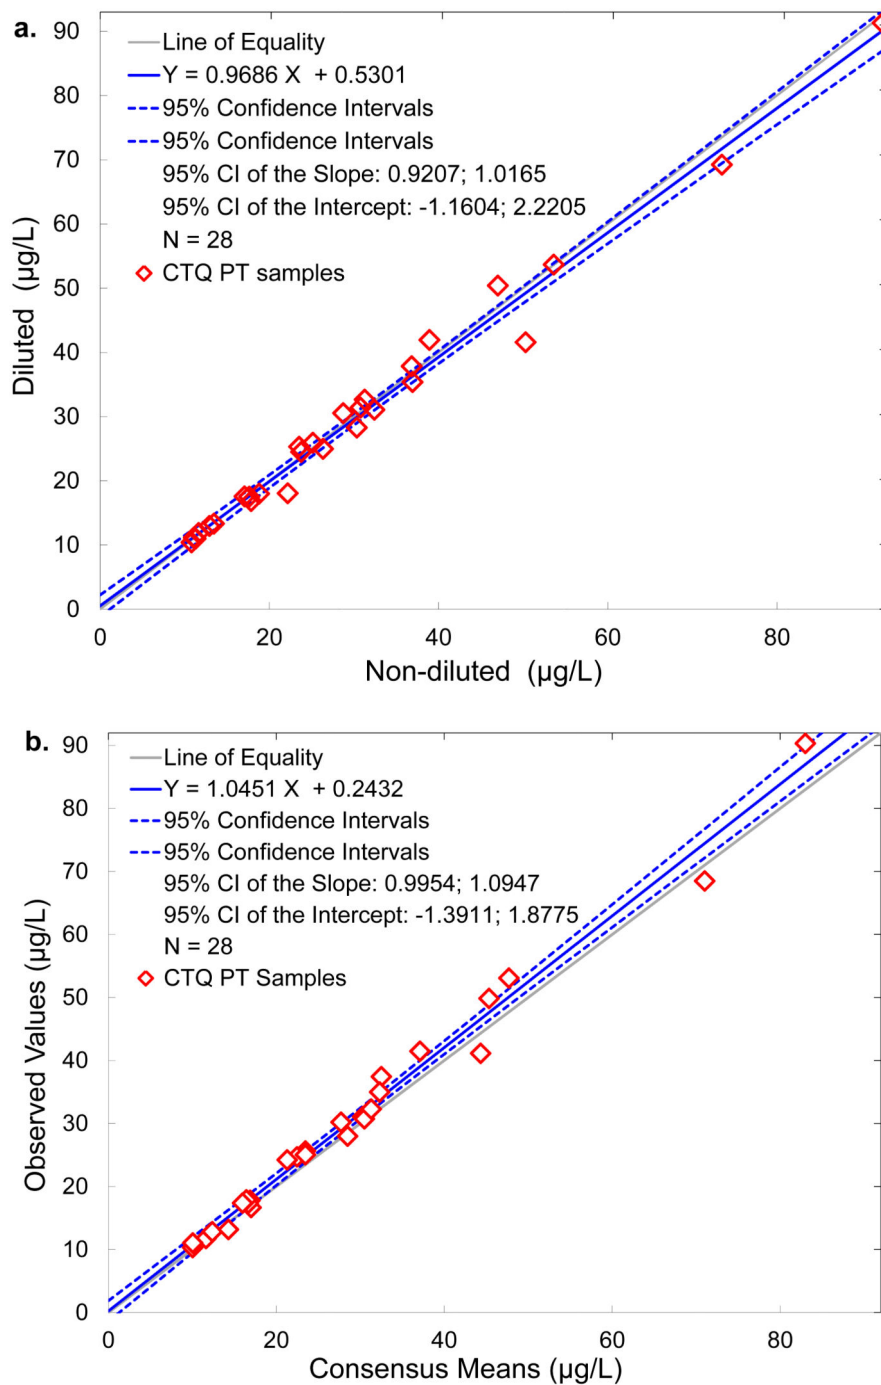 a.
90
80
70
60
50
40
30
20
10
0
Diluted (µg/L)
Line of Equality
Y = 0.9686 X + 0.5301
95% Confidence Intervals
95% Confidence Intervals
95% CI of the Slope: 0.9207; 1.0165
95% CI of the Intercept: -1.1604; 2.2205
N = 28
CTQ PT samples
0 20 40 60 80
Non-diluted (µg/L)
b.
90
80
70
60
50
40
30
20
10
0
Observed Values (µg/L)
Line of Equality
Y = 1.0451 X + 0.2432
95% Confidence Intervals
95% Confidence Intervals
95% CI of the Slope: 0.9954; 1.0947
95% CI of the Intercept: -1.3911; 1.8775
N = 28
CTQ PT Samples
0 20 40 60 80
Consensus Means (µg/L)